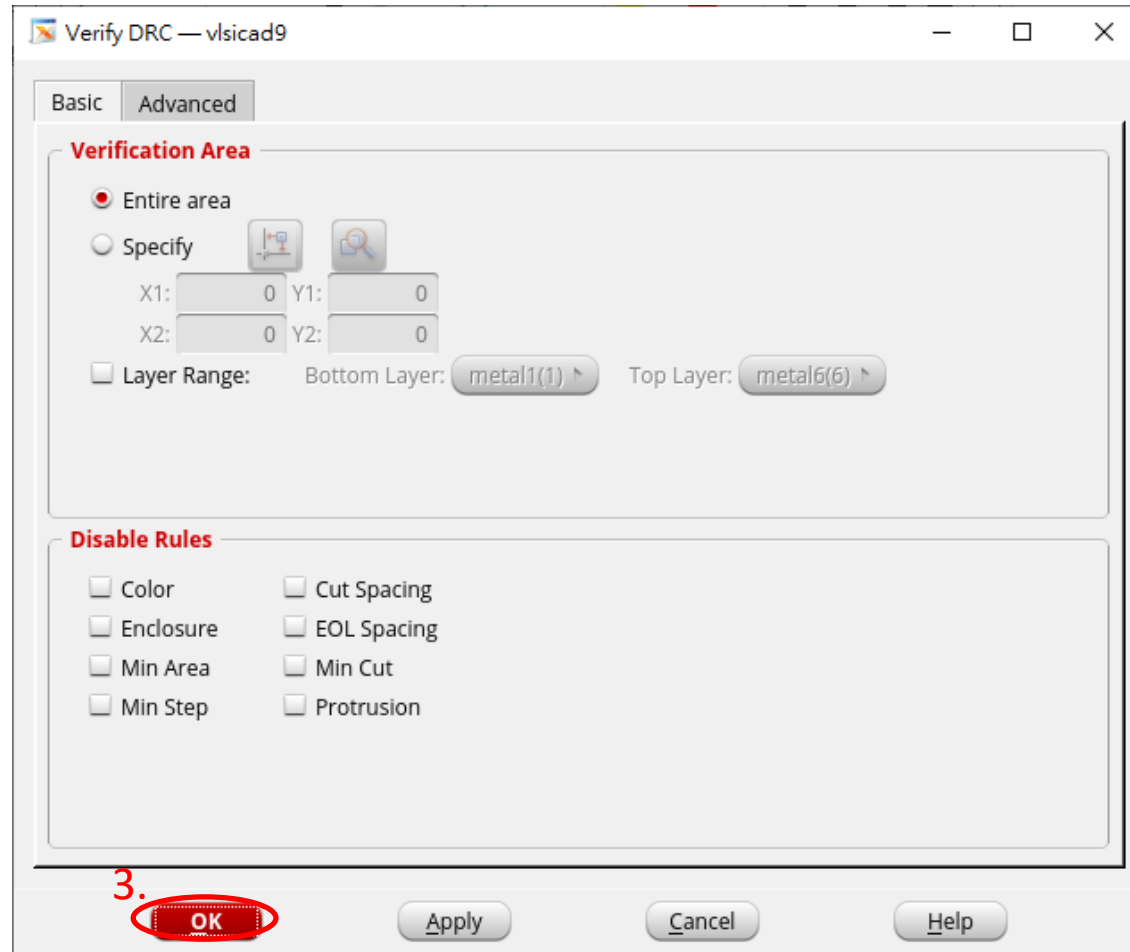 Verify DRC — vlsicad9
Basic Advanced
Verification Area
Entire area
Specify
X1: 0 Y1: 0
X2: 0 Y2: 0
Layer Range: Bottom Layer: metal1(1) Top Layer: metal6(6)
Disable Rules
Color Cut Spacing
Enclosure EOL Spacing
Min Area Min Cut
Min Step Protrusion
3.
OK Apply Cancel Help